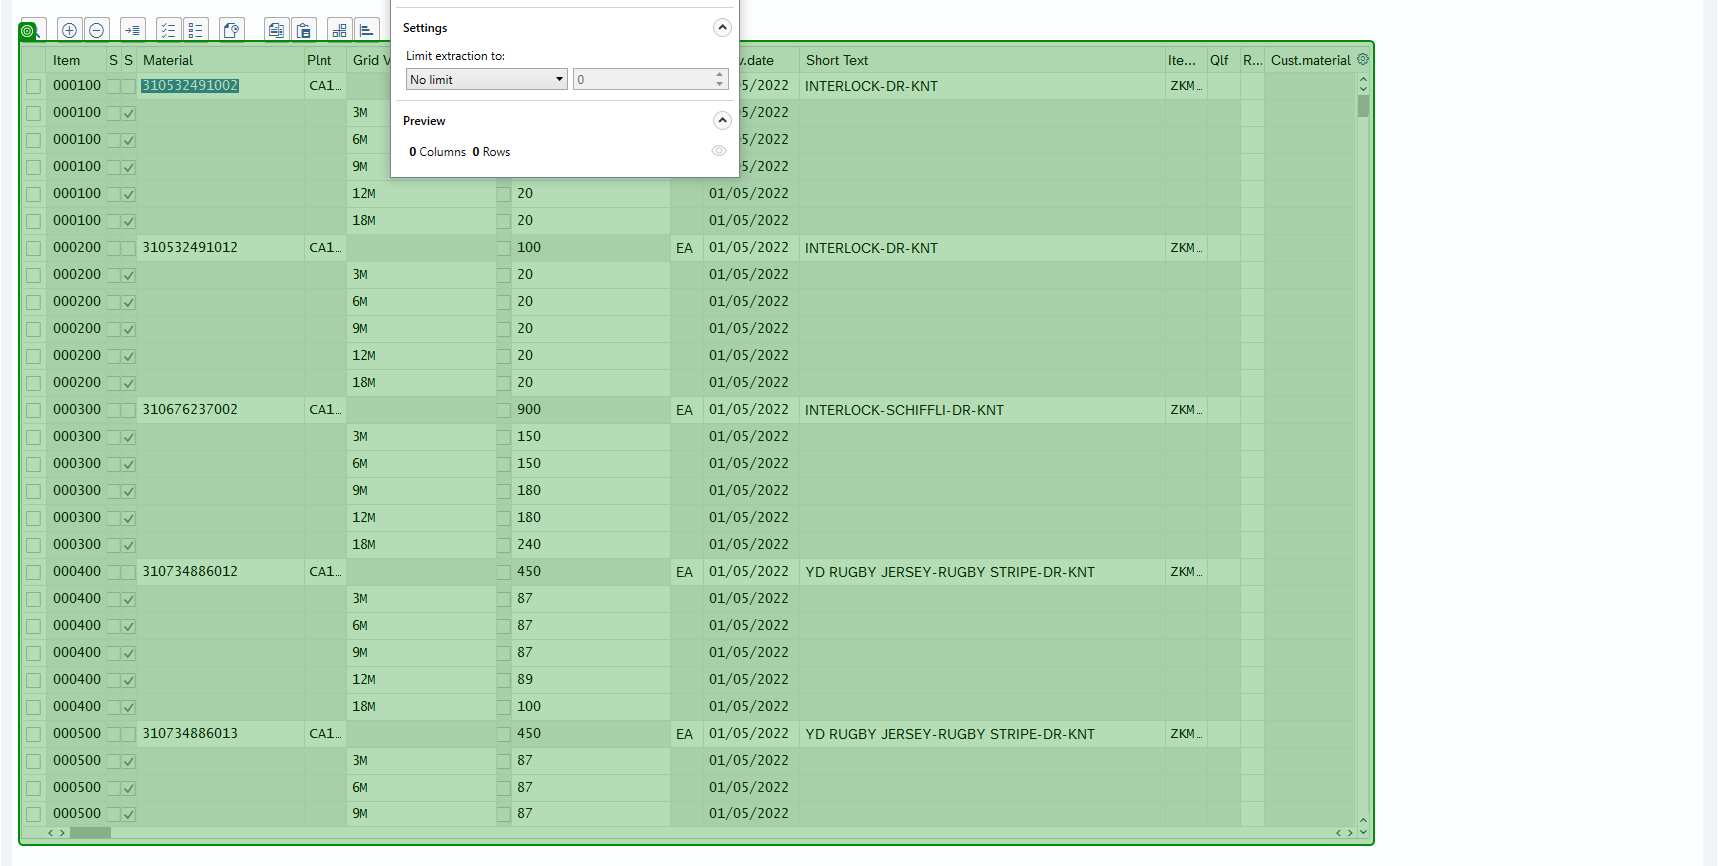 Settings
Limit extraction to:
No limit 0
Preview
0 Columns 0 Rows
Item S S Material Plnt Grid V .date Short Text Ite... Qlf R... Cust.material
000100 310532491002 CA1... 5/2022 INTERLOCK-DR-KNT ZKM...
000100 3M 5/2022
000100 6M 5/2022
000100 9M 5/2022
000100 12M 20 01/05/2022
000100 18M 20 01/05/2022
000200 310532491012 CA1... 100 EA 01/05/2022 INTERLOCK-DR-KNT ZKM...
000200 3M 20 01/05/2022
000200 6M 20 01/05/2022
000200 9M 20 01/05/2022
000200 12M 20 01/05/2022
000200 18M 20 01/05/2022
000300 310676237002 CA1... 900 EA 01/05/2022 INTERLOCK-SCHIFFLI-DR-KNT ZKM...
000300 3M 150 01/05/2022
000300 6M 150 01/05/2022
000300 9M 180 01/05/2022
000300 12M 180 01/05/2022
000300 18M 240 01/05/2022
000400 310734886012 CA1... 450 EA 01/05/2022 YD RUGBY JERSEY-RUGBY STRIPE-DR-KNT ZKM...
000400 3M 87 01/05/2022
000400 6M 87 01/05/2022
000400 9M 87 01/05/2022
000400 12M 89 01/05/2022
000400 18M 100 01/05/2022
000500 310734886013 CA1... 450 EA 01/05/2022 YD RUGBY JERSEY-RUGBY STRIPE-DR-KNT ZKM...
000500 3M 87 01/05/2022
000500 6M 87 01/05/2022
000500 9M 87 01/05/2022